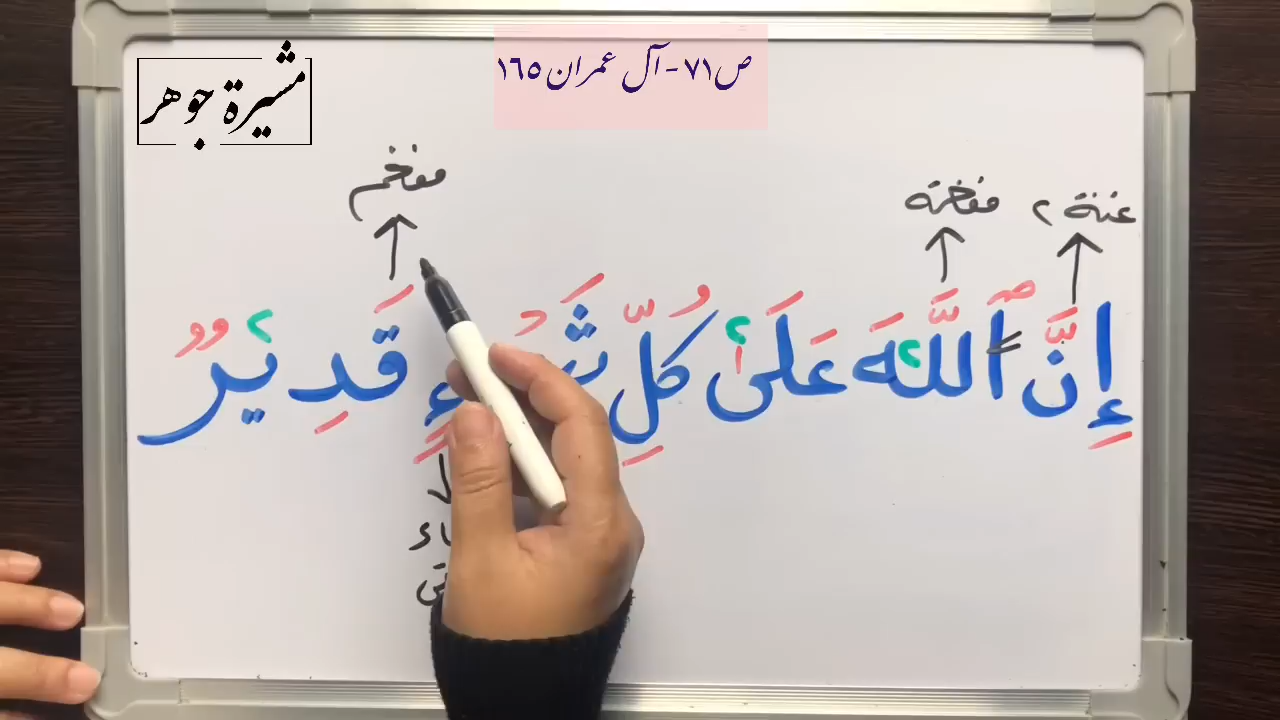 ص٧١ - آل عمران ١٦٥
مشيرة جوهر
غنة ٢
مفخمة
مفخم
إِنَّ ٱللَّهَ عَلَىٰ كُلِّ شَيْءٍ قَدِيرٌ